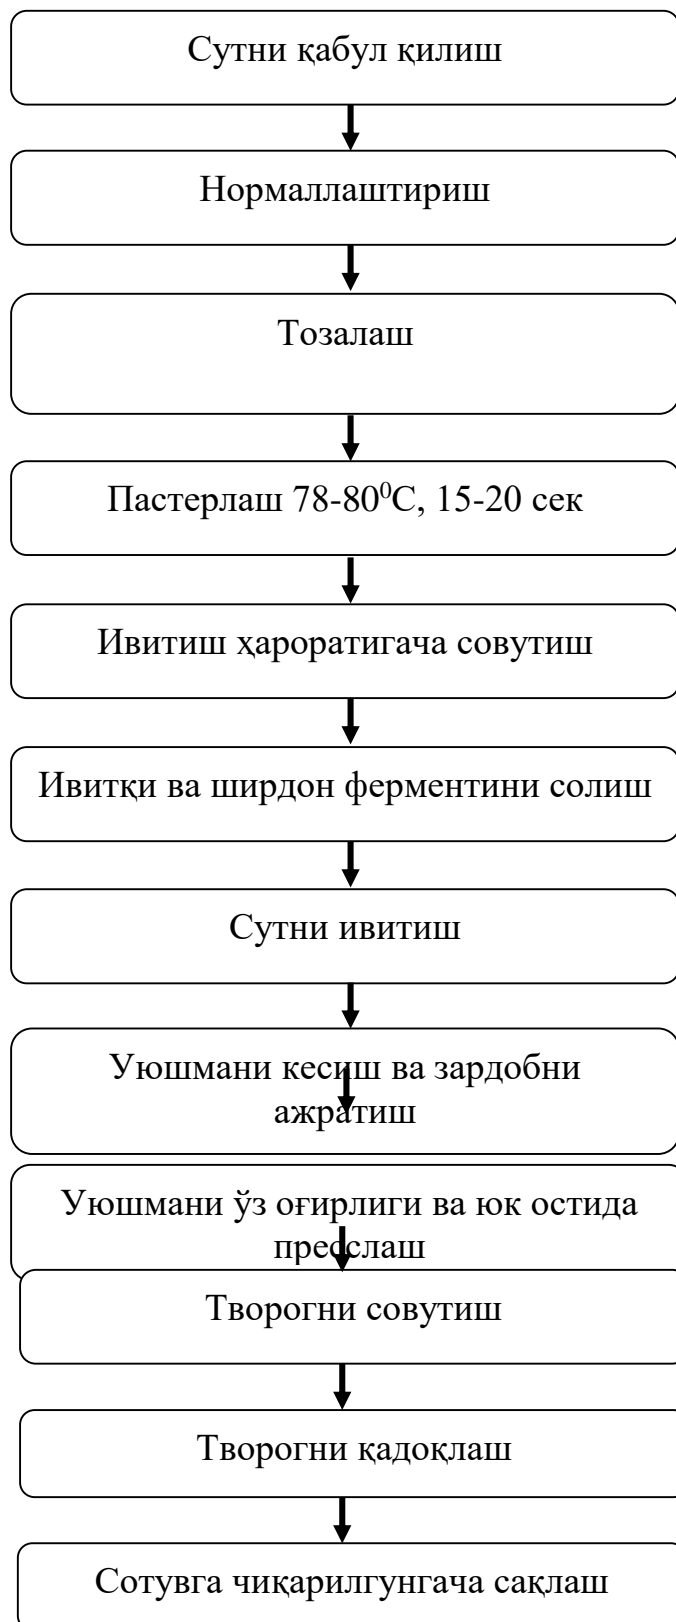 Сутни қабул қилиш
Нормаллаштириш
Тозалаш
Пастерлаш 78-80⁰С, 15-20 сек
Ивитиш ҳароратигача совутиш
Ивитқи ва ширдон ферментини солиш
Сутни ивитиш
Уюшмани кесиш ва зардобни
ажратиш
Уюшмани ўз оғирлиги ва юк остида
пресслаш
Творогни совутиш
Творогни қадоқлаш
Сотувга чиқарилгунгача сақлаш